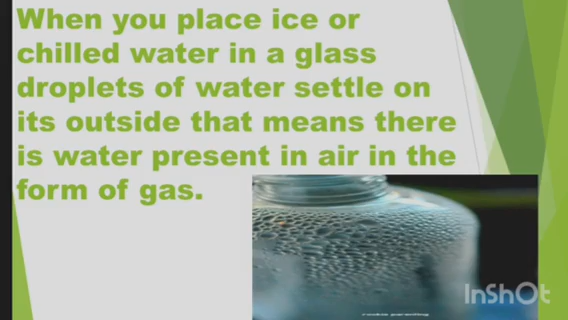 When you place ice or
chilled water in a glass
droplets of water settle on
its outside that means there
is water present in air in the
form of gas.
InShOt